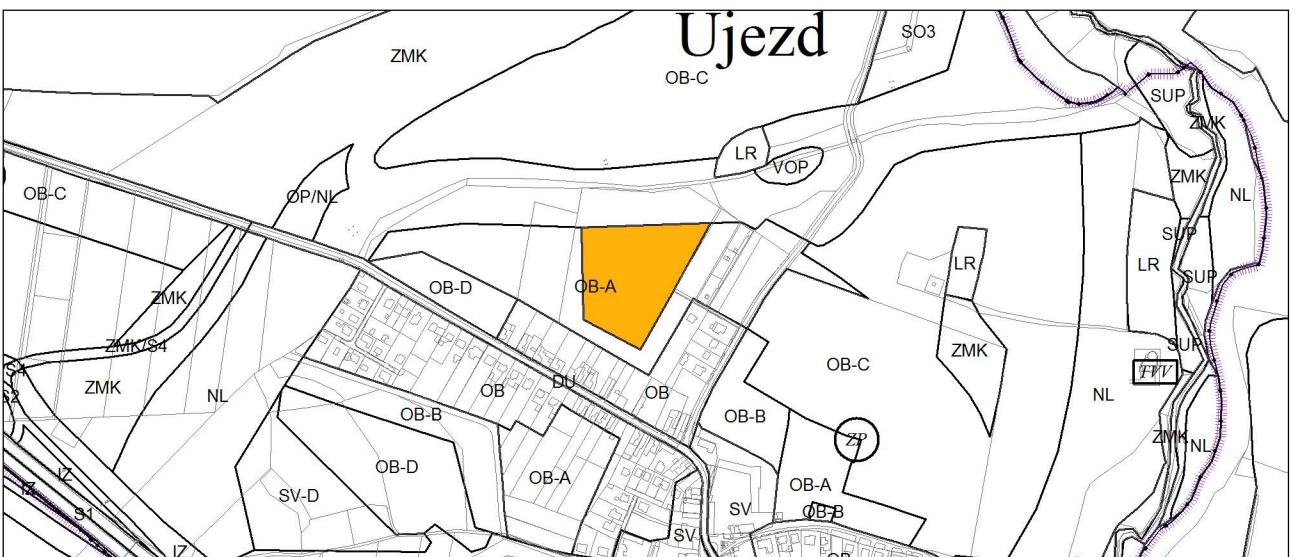 Ujezd
SO3
ZMK
OB-C
SUP
ZMK
LR
VOP
ZMK
NL
OB-C
OP/NL
SUP
LR
LR
SUP
OB-D
OB-A
ZMK
ZMK/S4
SUP
ZMK
OB-C
S4
ZMK
NL
OB
DU
OB
NL
S2
OB-B
OB-B
ZP
ZMK
NL
OB-D
OB-A
OB-A
IZ
IZ
SV-D
SV
OB-B
S1
SV
IZ